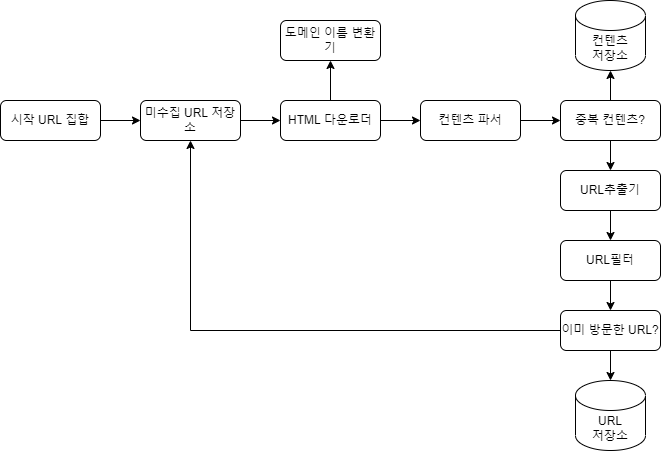 도메인 이름 변환
기
컨텐츠
저장소
시작 URL 집합
미수집 URL 저장
소
HTML 다운로더
컨텐츠 파서
중복 컨텐츠?
URL추출기
URL필터
이미 방문한 URL?
URL
저장소